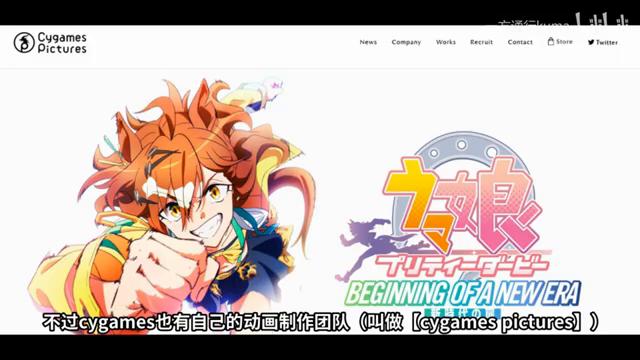 Cygames
Pictures
News
Company
Works
Recruit
Contact
Store
Twitter
ウマ娘
プリティーダービー
BEGINNING OF A NEW ERA
新時代の扉
不过cygames也有自己的动画制作团队（叫做【cygames pictures】）